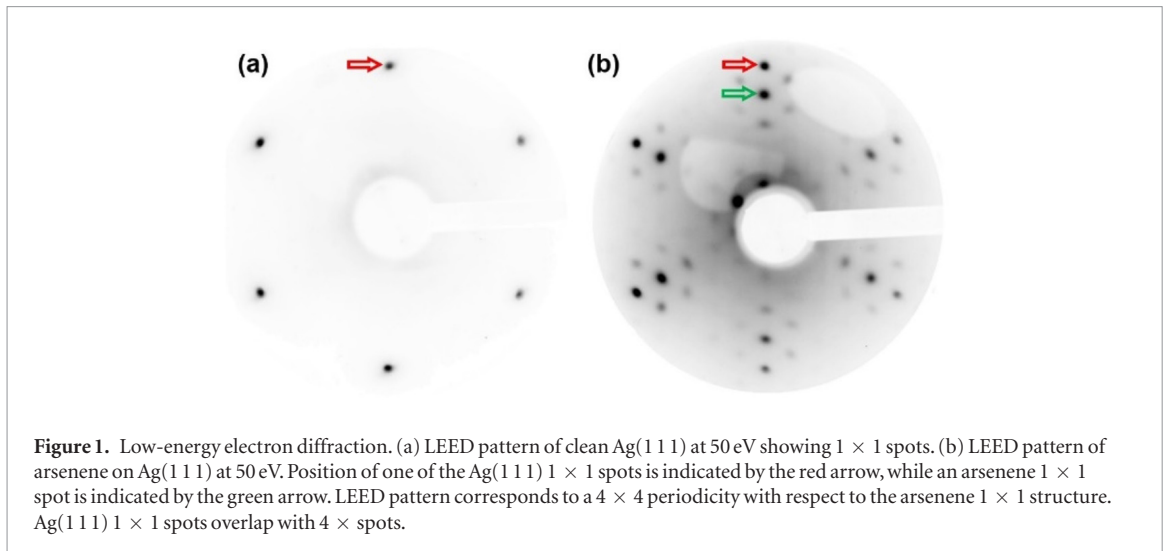 (a)
(b)
Figure 1. Low-energy electron diffraction. (a) LEED pattern of clean Ag(1 1 1) at 50 eV showing 1 × 1 spots. (b) LEED pattern of
arsenene on Ag(1 1 1) at 50 eV. Position of one of the Ag(1 1 1) 1 × 1 spots is indicated by the red arrow, while an arsenene 1 × 1
spot is indicated by the green arrow. LEED pattern corresponds to a 4 × 4 periodicity with respect to the arsenene 1 × 1 structure.
Ag(1 1 1) 1 × 1 spots overlap with 4 × spots.